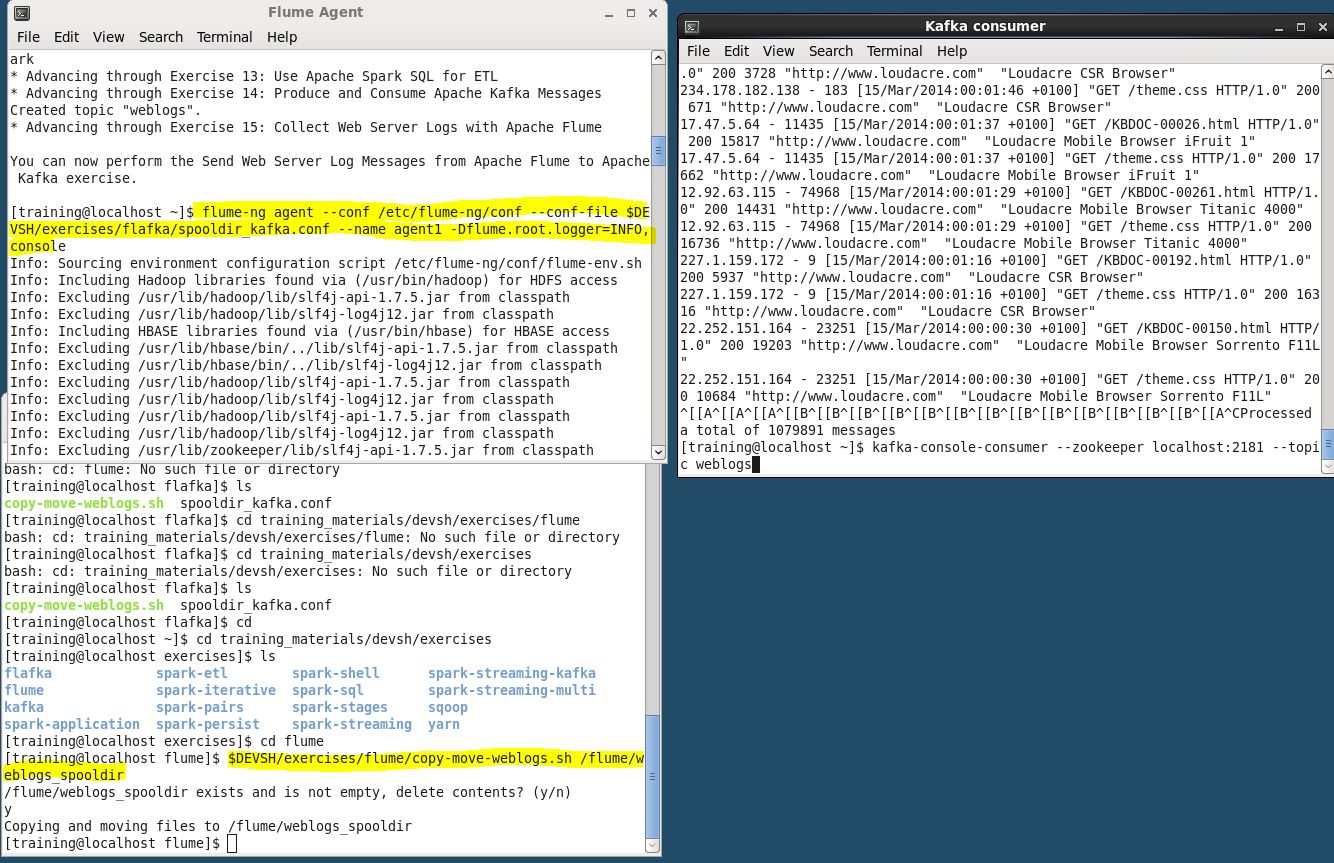 Flume Agent
File Edit View Search Terminal Help
ark
* Advancing through Exercise 13: Use Apache Spark SQL for ETL
* Advancing through Exercise 14: Produce and Consume Apache Kafka Messages
Created topic "weblogs".
* Advancing through Exercise 15: Collect Web Server Logs with Apache Flume
You can now perform the Send Web Server Log Messages from Apache Flume to Apache
 Kafka exercise.
[training@localhost ~]$ flume-ng agent --conf /etc/flume-ng/conf --conf-file $DE
VSH/exercises/flafka/spooldir_kafka.conf --name agent1 -Dflume.root.logger=INFO,
console
Info: Sourcing environment configuration script /etc/flume-ng/conf/flume-env.sh
Info: Including Hadoop libraries found via (/usr/bin/hadoop) for HDFS access
Info: Excluding /usr/lib/hadoop/lib/slf4j-api-1.7.5.jar from classpath
Info: Excluding /usr/lib/hadoop/lib/slf4j-log4j12.jar from classpath
Info: Including HBASE libraries found via (/usr/bin/hbase) for HBASE access
Info: Excluding /usr/lib/hbase/bin/../lib/slf4j-api-1.7.5.jar from classpath
Info: Excluding /usr/lib/hbase/bin/../lib/slf4j-log4j12.jar from classpath
Info: Excluding /usr/lib/hadoop/lib/slf4j-api-1.7.5.jar from classpath
Info: Excluding /usr/lib/hadoop/lib/slf4j-log4j12.jar from classpath
Info: Excluding /usr/lib/hadoop/lib/slf4j-api-1.7.5.jar from classpath
Info: Excluding /usr/lib/hadoop/lib/slf4j-log4j12.jar from classpath
Info: Excluding /usr/lib/zookeeper/lib/slf4j-api-1.7.5.jar from classpath
bash: cd: flume: No such file or directory
[training@localhost flafka]$ ls
copy-move-weblogs.sh  spooldir_kafka.conf
[training@localhost flafka]$ cd training_materials/devsh/exercises/flume
bash: cd: training_materials/devsh/exercises/flume: No such file or directory
[training@localhost flafka]$ cd training_materials/devsh/exercises
bash: cd: training_materials/devsh/exercises: No such file or directory
[training@localhost flafka]$ ls
copy-move-weblogs.sh  spooldir_kafka.conf
[training@localhost flafka]$ cd
[training@localhost ~]$ cd training_materials/devsh/exercises
[training@localhost exercises]$ ls
flafka             spark-etl        spark-shell      spark-streaming-kafka
flume              spark-iterative  spark-sql        spark-streaming-multi
kafka              spark-pairs      spark-stages     sqoop
spark-application  spark-persist    spark-streaming  yarn
[training@localhost exercises]$ cd flume
[training@localhost flume]$ $DEVSH/exercises/flume/copy-move-weblogs.sh /flume/w
eblogs_spooldir
/flume/weblogs_spooldir exists and is not empty, delete contents? (y/n)
y
Copying and moving files to /flume/weblogs_spooldir
[training@localhost flume]$
Kafka consumer
File Edit View Search Terminal Help
.0" 200 3728 "http://www.loudacre.com"  "Loudacre CSR Browser"
234.178.182.138 - 183 [15/Mar/2014:00:01:46 +0100] "GET /theme.css HTTP/1.0" 200
 671 "http://www.loudacre.com"  "Loudacre CSR Browser"
17.47.5.64 - 11435 [15/Mar/2014:00:01:37 +0100] "GET /KBDOC-00026.html HTTP/1.0"
 200 15817 "http://www.loudacre.com"  "Loudacre Mobile Browser iFruit 1"
17.47.5.64 - 11435 [15/Mar/2014:00:01:37 +0100] "GET /theme.css HTTP/1.0" 200 17
662 "http://www.loudacre.com"  "Loudacre Mobile Browser iFruit 1"
12.92.63.115 - 74968 [15/Mar/2014:00:01:29 +0100] "GET /KBDOC-00261.html HTTP/1.
0" 200 14431 "http://www.loudacre.com"  "Loudacre Mobile Browser Titanic 4000"
12.92.63.115 - 74968 [15/Mar/2014:00:01:29 +0100] "GET /theme.css HTTP/1.0" 200
16736 "http://www.loudacre.com"  "Loudacre Mobile Browser Titanic 4000"
227.1.159.172 - 9 [15/Mar/2014:00:01:16 +0100] "GET /KBDOC-00192.html HTTP/1.0"
200 5937 "http://www.loudacre.com"  "Loudacre CSR Browser"
227.1.159.172 - 9 [15/Mar/2014:00:01:16 +0100] "GET /theme.css HTTP/1.0" 200 163
16 "http://www.loudacre.com"  "Loudacre CSR Browser"
22.252.151.164 - 23251 [15/Mar/2014:00:00:30 +0100] "GET /KBDOC-00150.html HTTP/
1.0" 200 19203 "http://www.loudacre.com"  "Loudacre Mobile Browser Sorrento F11L
"
22.252.151.164 - 23251 [15/Mar/2014:00:00:30 +0100] "GET /theme.css HTTP/1.0" 20
0 10684 "http://www.loudacre.com"  "Loudacre Mobile Browser Sorrento F11L"
^[[A^[[A^[[A^[[B^[[B^[[B^[[B^[[B^[[B^[[B^[[B^[[B^[[B^[[B^[[B^[[B^[[A^CProcessed
a total of 1079891 messages
[training@localhost ~]$ kafka-console-consumer --zookeeper localhost:2181 --topi
c weblogs